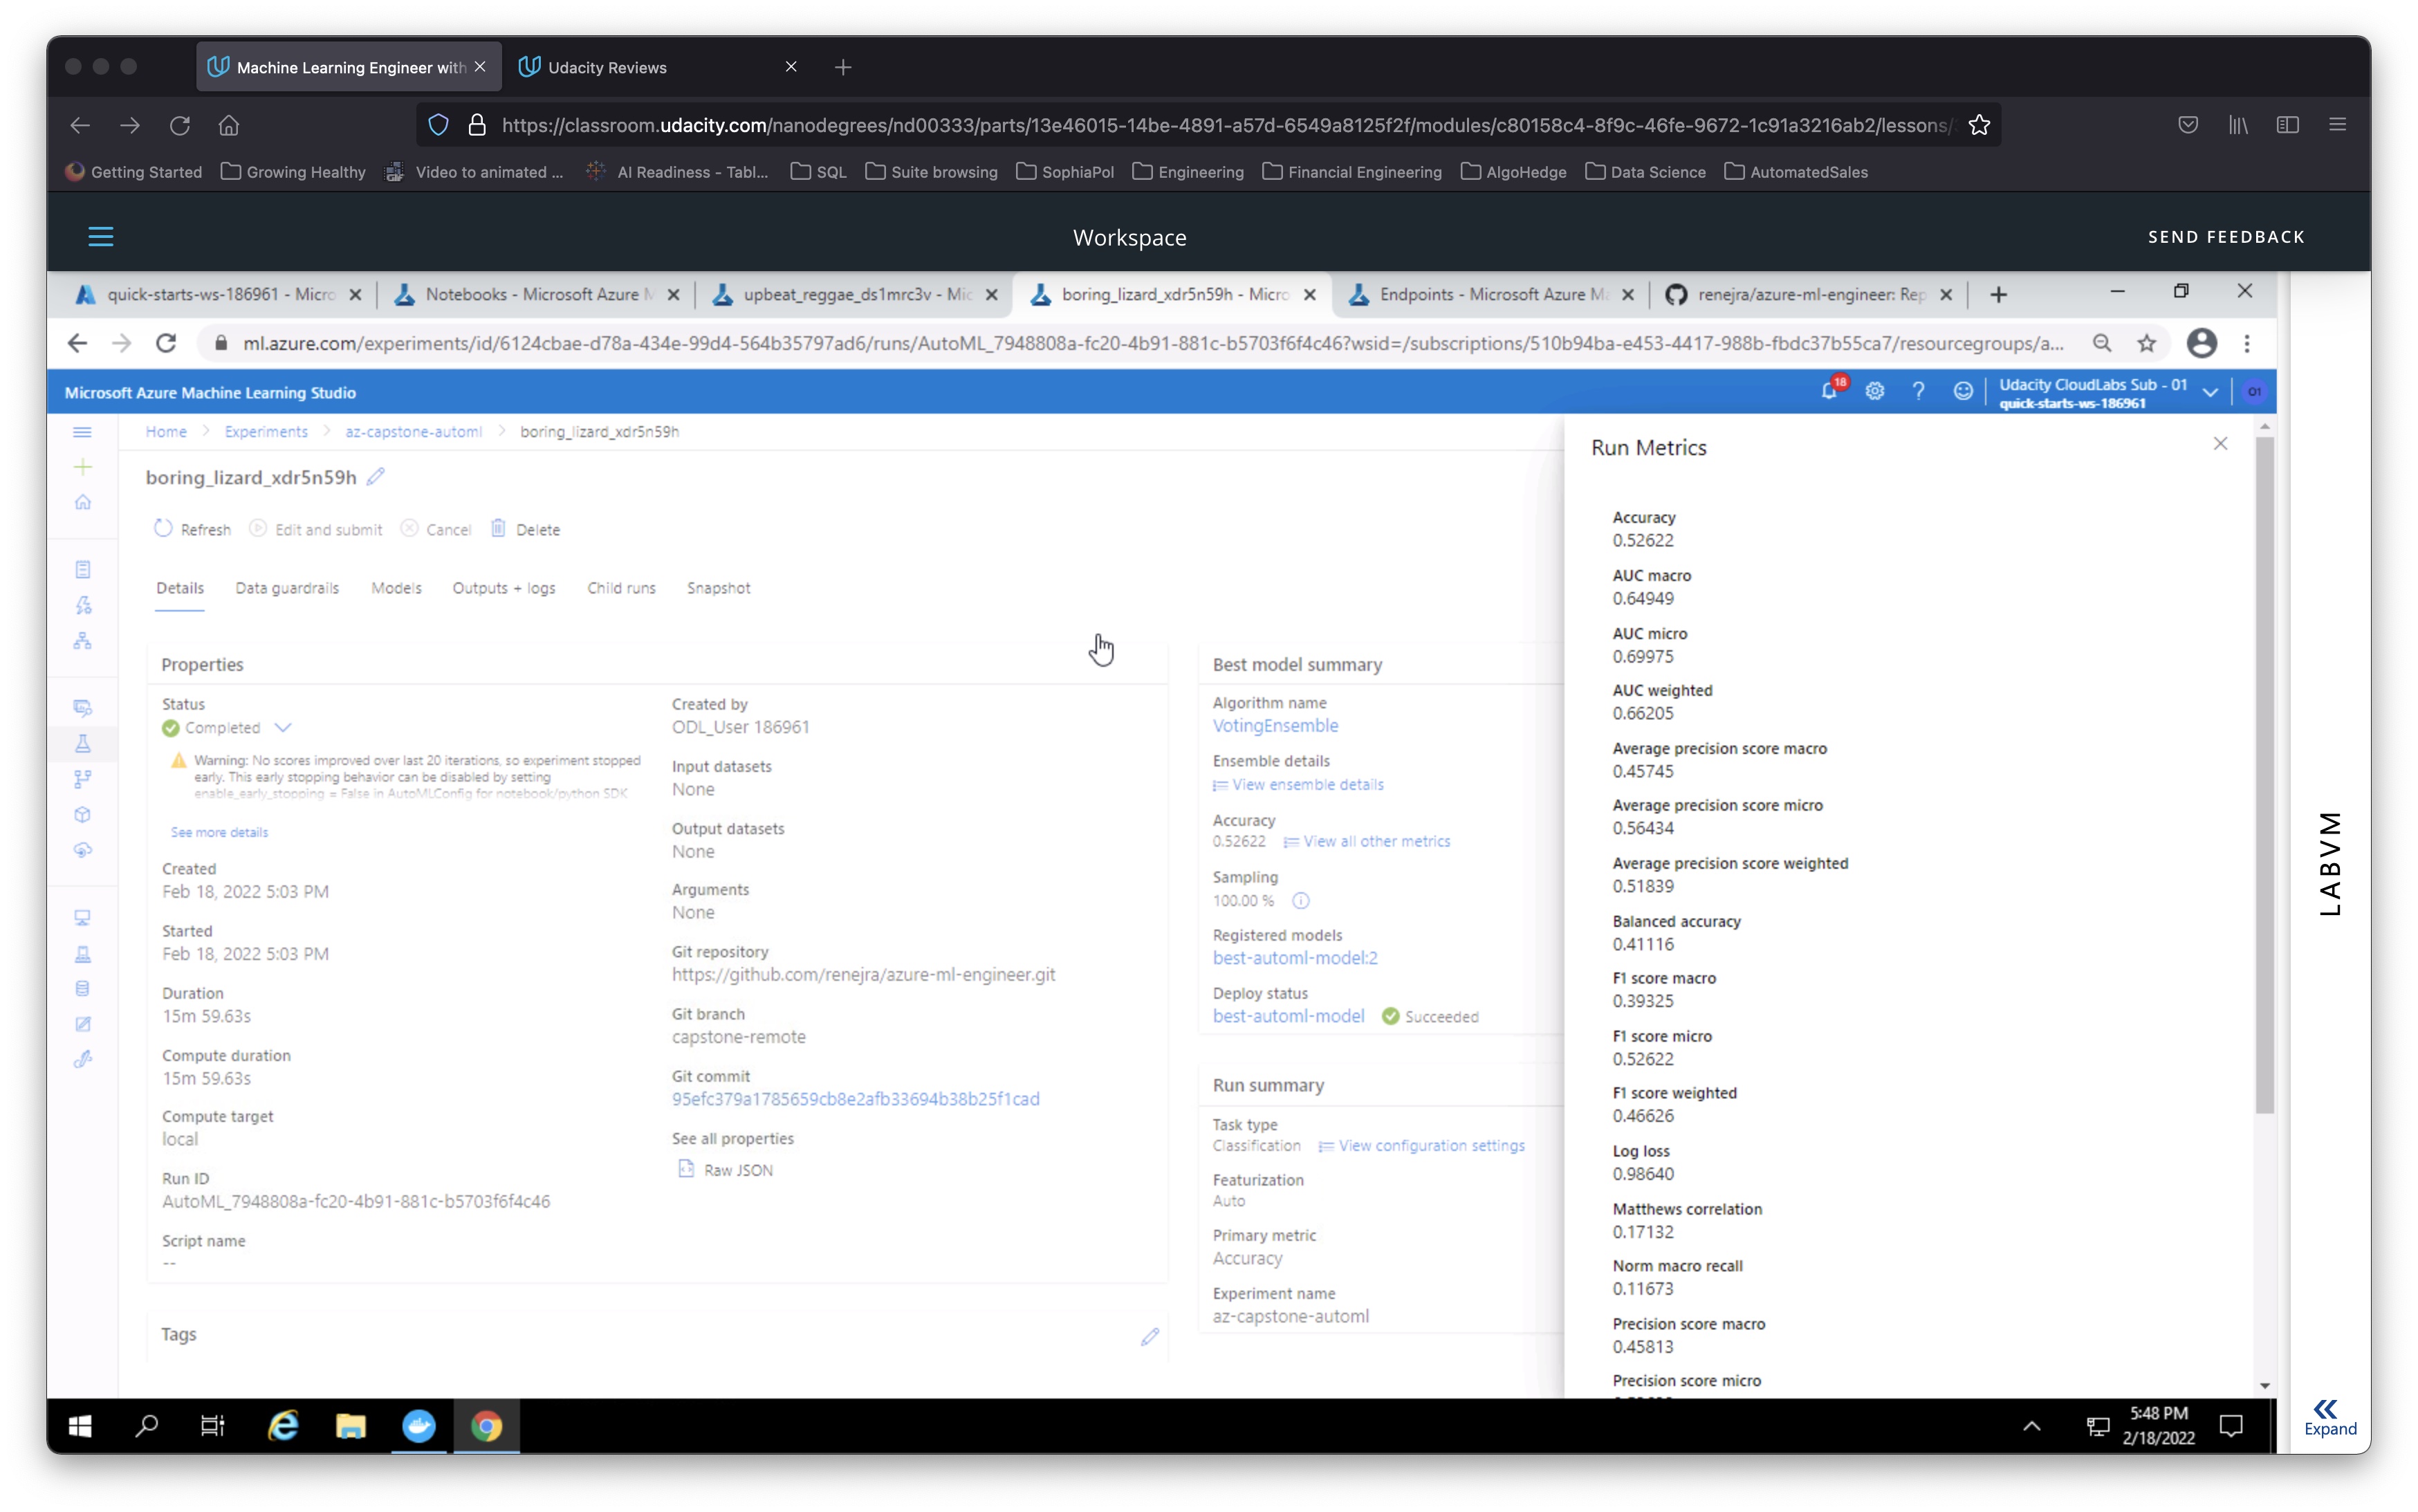 Machine Learning Engineer with
Udacity Reviews
https://classroom.udacity.com/nanodegrees/nd00333/parts/13e46015-14be-4891-a57d-6549a8125f2f/modules/c80158c4-8f9c-46fe-9672-1c91a3216ab2/lessons/
Getting Started
Growing Healthy
Video to animated ...
AI Readiness - Tabl...
SQL
Suite browsing
SophiaPol
Engineering
Financial Engineering
AlgoHedge
Data Science
AutomatedSales
Workspace
SEND FEEDBACK
quick-starts-ws-186961 - Micro
Notebooks - Microsoft Azure M
upbeat_reggae_ds1mrc3v - Mic
boring_lizard_xdr5n59h - Micro
Endpoints - Microsoft Azure Ma
renejra/azure-ml-engineer: Rep
ml.azure.com/experiments/id/6124cbae-d78a-434e-99d4-564b35797ad6/runs/AutoML_7948808a-fc20-4b91-881c-b5703f6f4c46?wsid=/subscriptions/510b94ba-e453-4417-988b-fbdc37b55ca7/resourcegroups/a...
Microsoft Azure Machine Learning Studio
18
Udacity CloudLabs Sub - 01
quick-starts-ws-186961
O1
Home > Experiments > az-capstone-automl > boring_lizard_xdr5n59h
boring_lizard_xdr5n59h
Refresh
Edit and submit
Cancel
Delete
Details
Data guardrails
Models
Outputs + logs
Child runs
Snapshot
Properties
Status
Completed
Warning: No scores improved over last 20 iterations, so experiment stopped
early. This early stopping behavior can be disabled by setting
enable_early_stopping = False in AutoMLConfig for notebook/python SDK
See more details
Created
Feb 18, 2022 5:03 PM
Started
Feb 18, 2022 5:03 PM
Duration
15m 59.63s
Compute duration
15m 59.63s
Compute target
local
Run ID
AutoML_7948808a-fc20-4b91-881c-b5703f6f4c46
Script name
--
Created by
ODL_User 186961
Input datasets
None
Output datasets
None
Arguments
None
Git repository
https://github.com/renejra/azure-ml-engineer.git
Git branch
capstone-remote
Git commit
95efc379a1785659cb8e2afb33694b38b25f1cad
See all properties
Raw JSON
Tags
Best model summary
Algorithm name
VotingEnsemble
Ensemble details
View ensemble details
Accuracy
0.52622
View all other metrics
Sampling
100.00 %
Registered models
best-automl-model:2
Deploy status
best-automl-model
Succeeded
Run summary
Task type
Classification
View configuration settings
Featurization
Auto
Primary metric
Accuracy
Experiment name
az-capstone-automl
Run Metrics
Accuracy
0.52622
AUC macro
0.64949
AUC micro
0.69975
AUC weighted
0.66205
Average precision score macro
0.45745
Average precision score micro
0.56434
Average precision score weighted
0.51839
Balanced accuracy
0.41116
F1 score macro
0.39325
F1 score micro
0.52622
F1 score weighted
0.46626
Log loss
0.98640
Matthews correlation
0.17132
Norm macro recall
0.11673
Precision score macro
0.45813
Precision score micro
LABVM
Expand
5:48 PM
2/18/2022